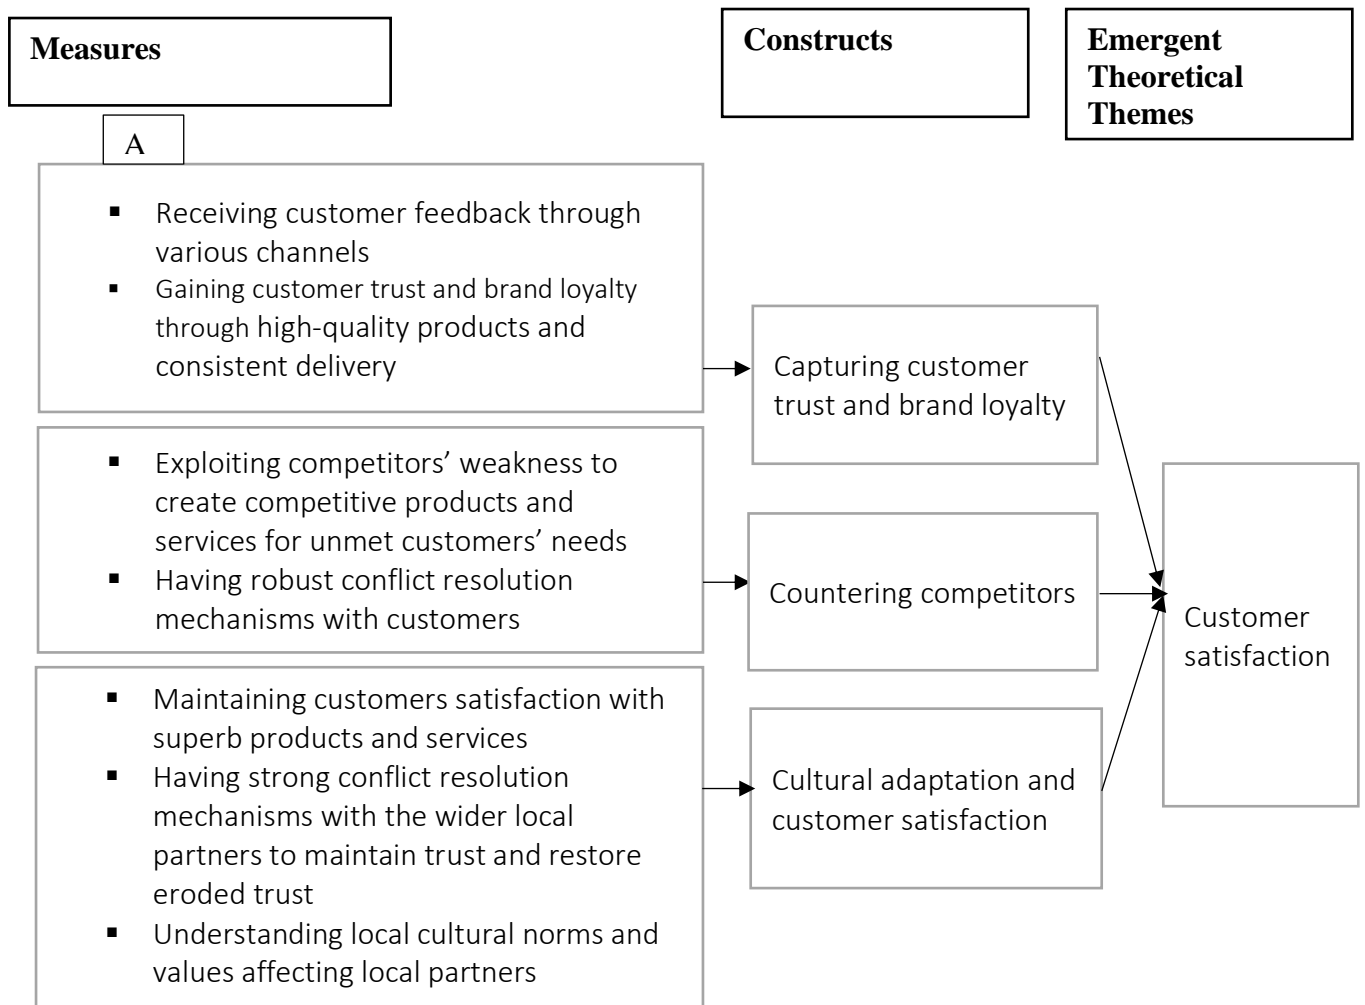 Measures
Constructs
Emergent
Theoretical
Themes
A
▪ Receiving customer feedback through
various channels
▪ Gaining customer trust and brand loyalty
through high-quality products and
consistent delivery
Capturing customer
trust and brand loyalty
▪ Exploiting competitors’ weakness to
create competitive products and
services for unmet customers’ needs
▪ Having robust conflict resolution
mechanisms with customers
Countering competitors
▪ Maintaining customers satisfaction with
superb products and services
▪ Having strong conflict resolution
mechanisms with the wider local
partners to maintain trust and restore
eroded trust
▪ Understanding local cultural norms and
values affecting local partners
Cultural adaptation and
customer satisfaction
Customer
satisfaction